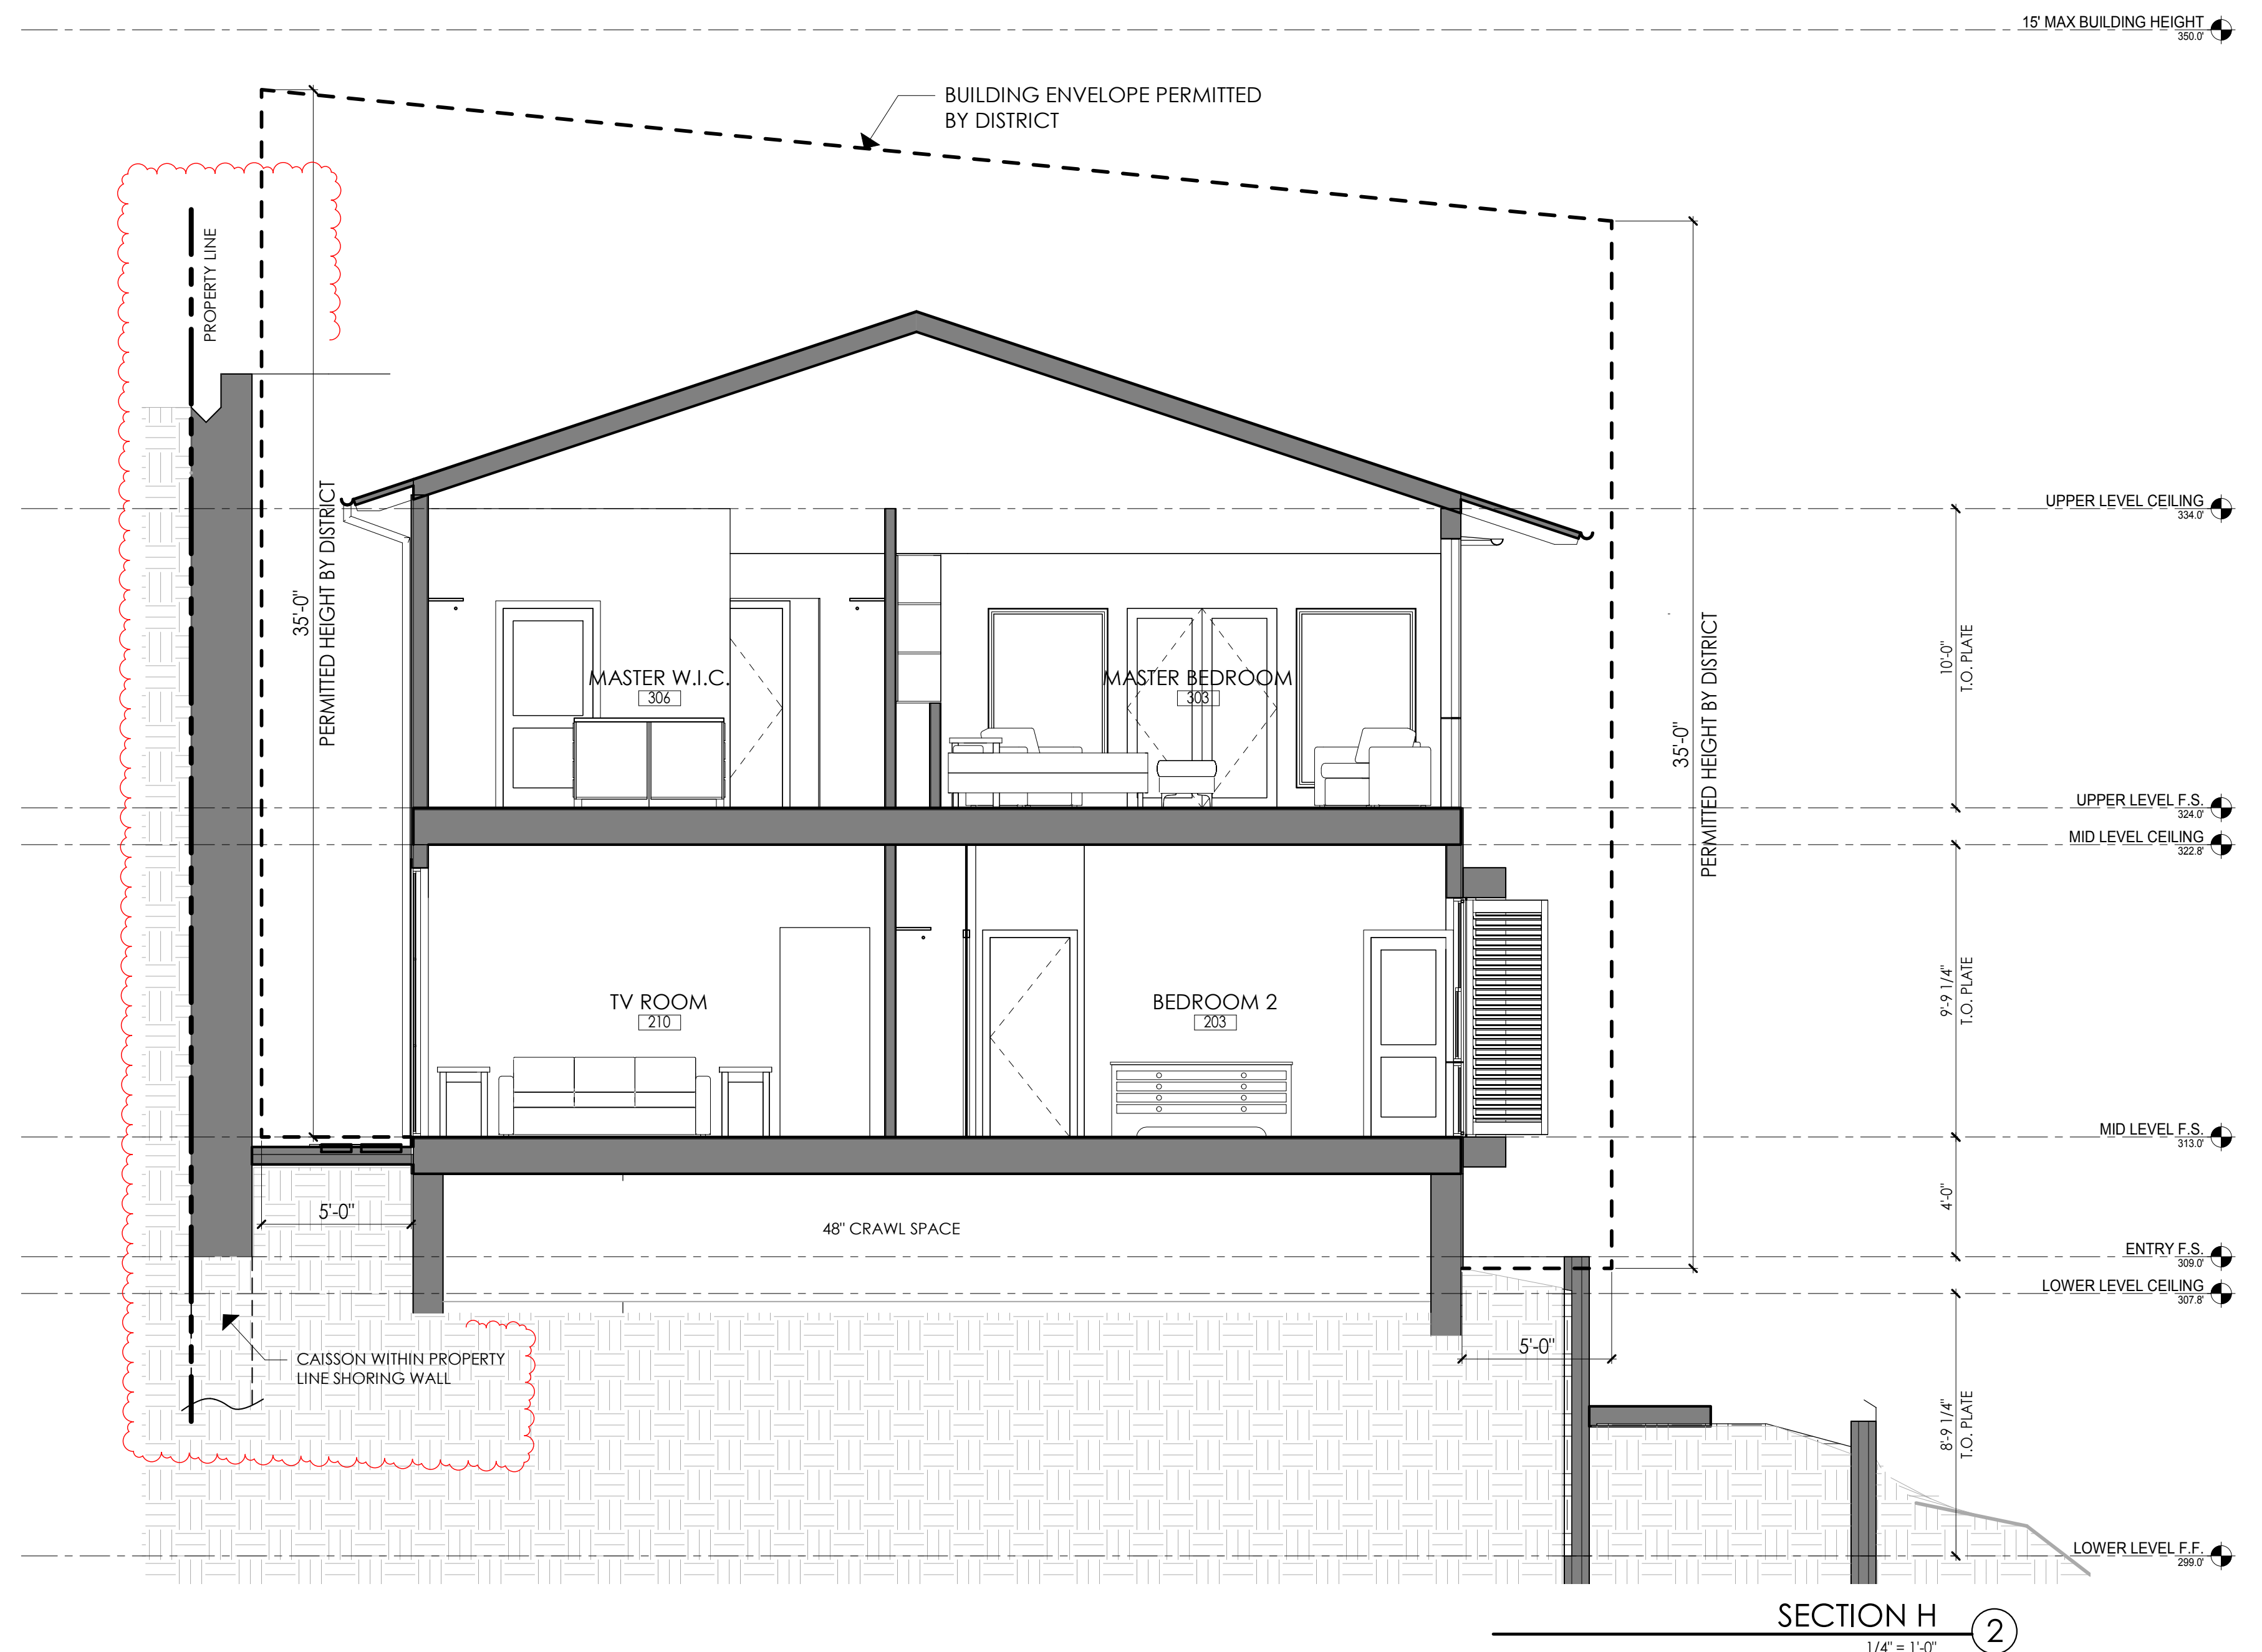 15' MAX BUILDING HEIGHT
350.0'
BUILDING ENVELOPE PERMITTED
BY DISTRICT
PROPERTY LINE
35'-0"
PERMITTED HEIGHT BY DISTRICT
UPPER LEVEL CEILING
334.0'
MASTER W.I.C.
306
MASTER BEDROOM
303
10'-0"
T.O. PLATE
35'-0"
PERMITTED HEIGHT BY DISTRICT
UPPER LEVEL F.S.
324.0'
MID LEVEL CEILING
322.8'
TV ROOM
210
BEDROOM 2
203
9'-9 1/4"
T.O. PLATE
MID LEVEL F.S.
313.0'
5'-0"
48" CRAWL SPACE
4'-0"
ENTRY F.S.
309.0'
LOWER LEVEL CEILING
307.8'
5'-0"
CAISSON WITHIN PROPERTY
LINE SHORING WALL
8'-9 1/4"
T.O. PLATE
LOWER LEVEL F.F.
299.0'
SECTION H
2
1/4" = 1'-0"